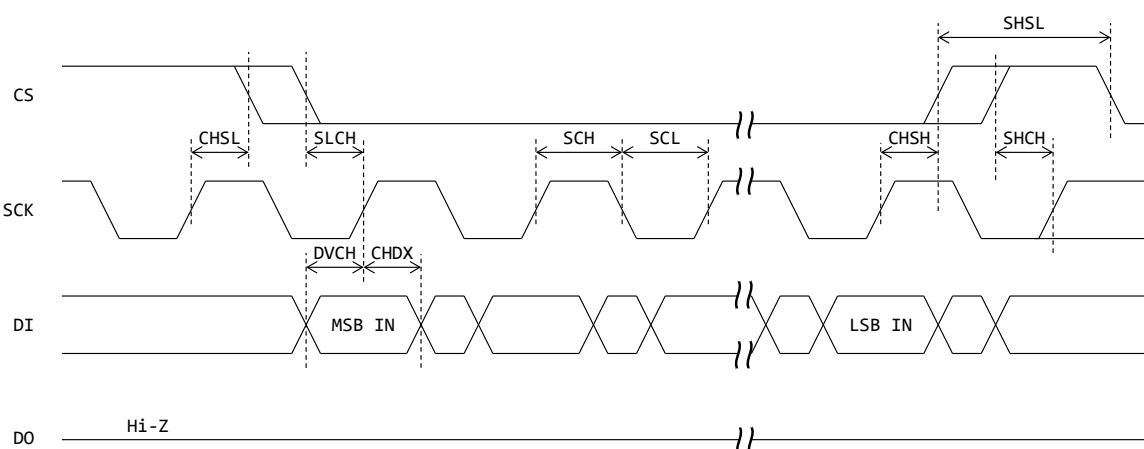 SHSL
CS
CHSL SLCH SCH SCL CHSH SHCH
SCK
DVCH CHDX
DI MSB IN LSB IN
Hi-Z
DO